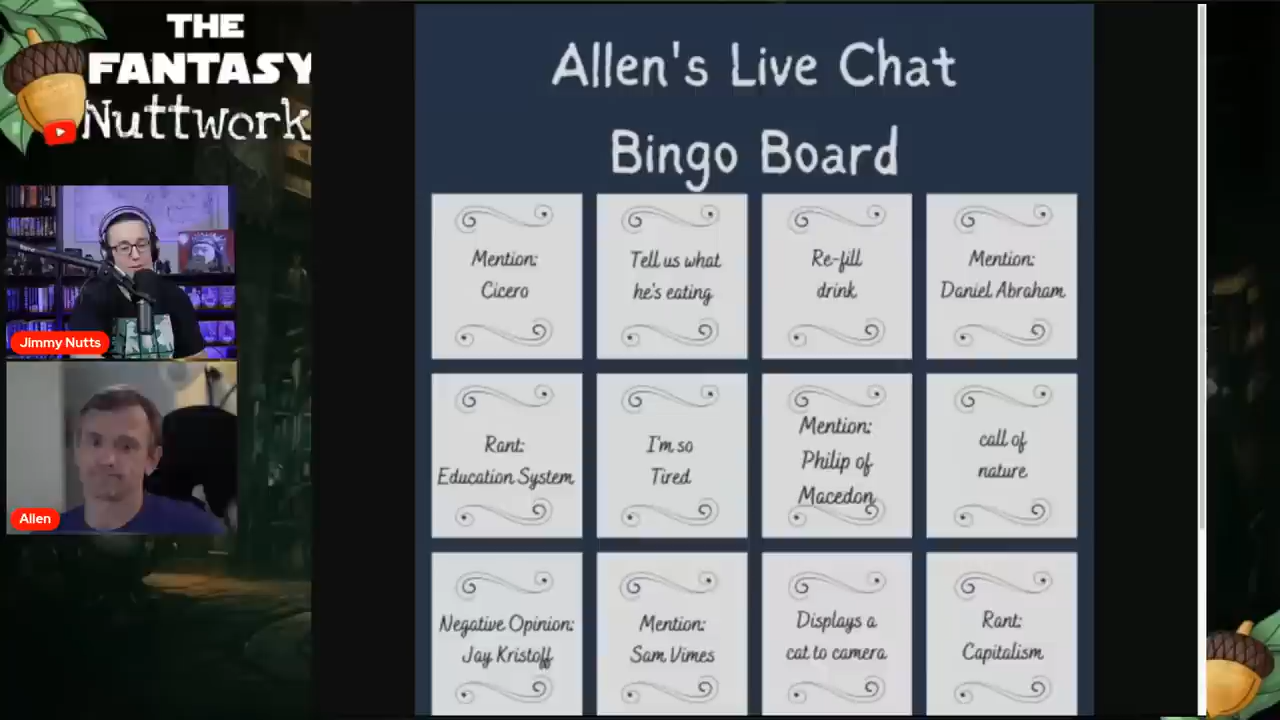 THE
FANTASY
Nuttwork
Jimmy Nutts
Allen
Allen's Live Chat
Bingo Board
Mention:
Cicero
Tell us what
he's eating
Re-fill
drink
Mention:
Daniel Abraham
Rant:
Education System
I'm so
Tired
Mention:
Philip of
Macedon
call of
nature
Negative Opinion:
Jay Kristoff
Mention:
Sam Vimes
Displays a
cat to camera
Rant:
Capitalism